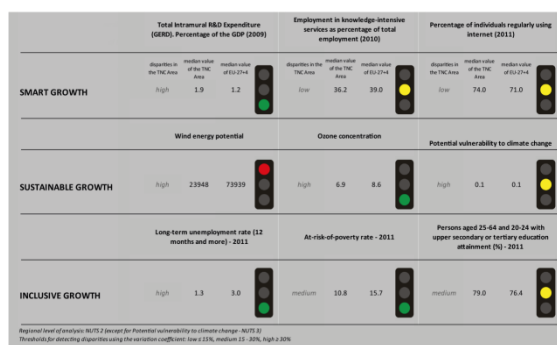 Total Intramural R&D Expenditure
(GERD). Percentage of the GDP (2009)
Employment in knowledge-intensive
services as percentage of total
employment (2010)
Percentage of individuals regularly using
internet (2011)
disparities in
the TNC Area
median value
of the TNC
Area
median value
of EU-27+4
disparities in the
TNC Area
median value
of the TNC
Area
median value
of EU-27+4
disparities in
the TNC Area
median value
of the TNC
Area
median value
of EU-27+4
SMART GROWTH
high 1.9 1.2
low 36.2 39.0
low 74.0 71.0
Wind energy potential
Ozone concentration
Potential vulnerability to climate change
SUSTAINABLE GROWTH
high 23948 73939
high 6.9 8.6
high 0.1 0.1
Long-term unemployment rate (12
months and more) - 2011
At-risk-of-poverty rate - 2011
Persons aged 25-64 and 20-24 with
upper secondary or tertiary education
attainment (%) - 2011
INCLUSIVE GROWTH
high 1.3 3.0
medium 10.8 15.7
medium 79.0 76.4
Regional level of analysis: NUTS 2 (except for Potential vulnerability to climate change- NUTS 3)
Thresholds for detecting disparities using the variation coefficient: low ≤ 15%, medium 15 - 30%, high ≥ 30%